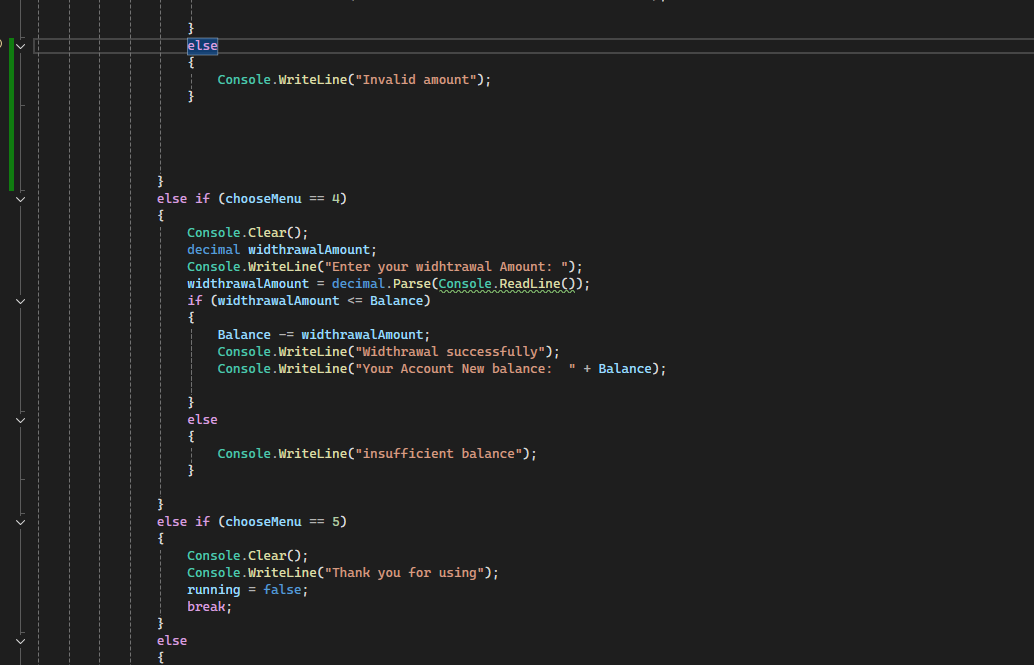 }
else
{
Console.WriteLine("Invalid amount");
}
}
else if (chooseMenu == 4)
{
Console.Clear();
decimal widthrawalAmount;
Console.WriteLine("Enter your widhtrawal Amount: ");
widthrawalAmount = decimal.Parse(Console.ReadLine());
if (widthrawalAmount <= Balance)
{
Balance -= widthrawalAmount;
Console.WriteLine("Widthrawal successfully");
Console.WriteLine("Your Account New balance:  " + Balance);
}
else
{
Console.WriteLine("insufficient balance");
}
}
else if (chooseMenu == 5)
{
Console.Clear();
Console.WriteLine("Thank you for using");
running = false;
break;
}
else
{